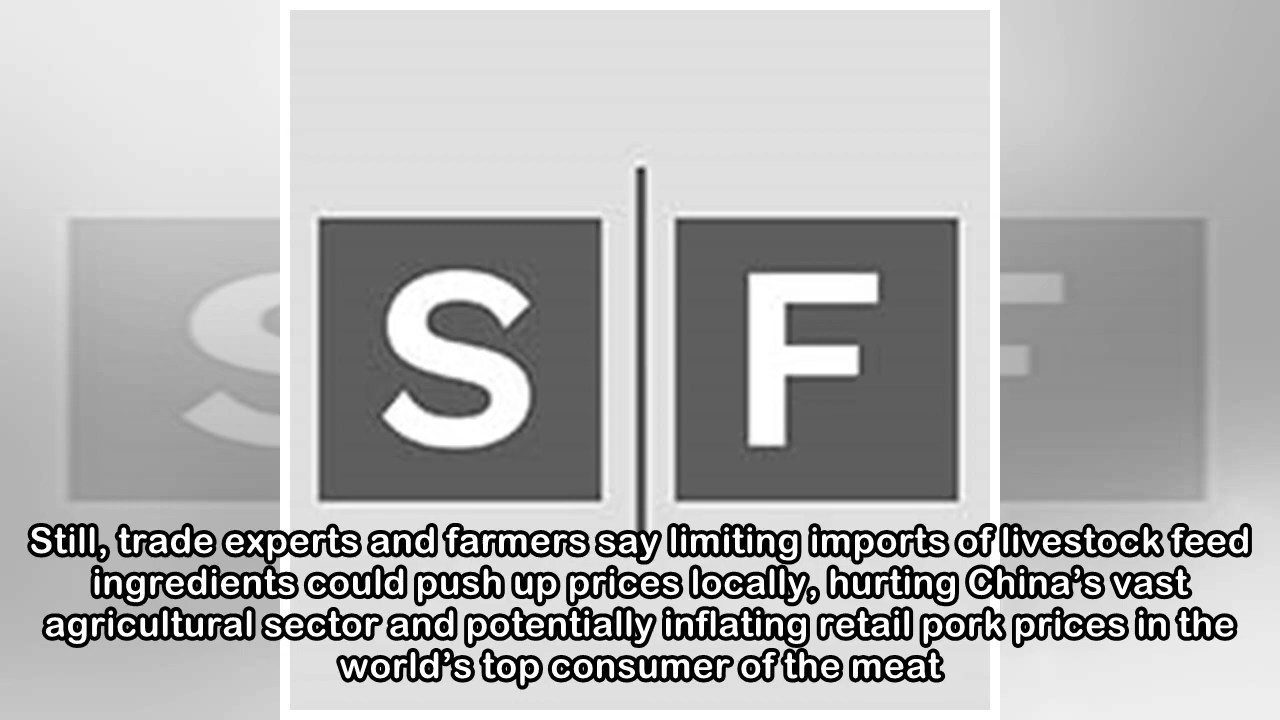 S F
Still, trade experts and farmers say limiting imports of livestock feed
ingredients could push up prices locally, hurting China’s vast
agricultural sector and potentially inflating retail pork prices in the
world’s top consumer of the meat